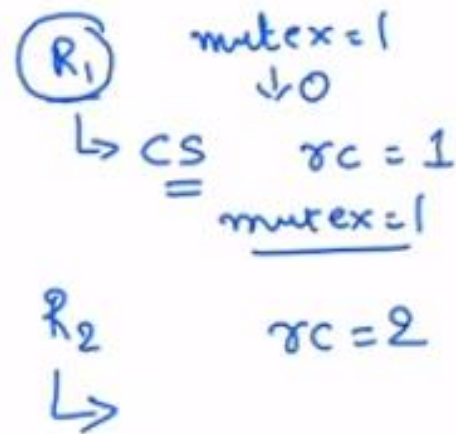 R₁ mutex = 1
↓ 0
↳ CS rc = 1
mutex = 1
R₂ rc = 2
↳